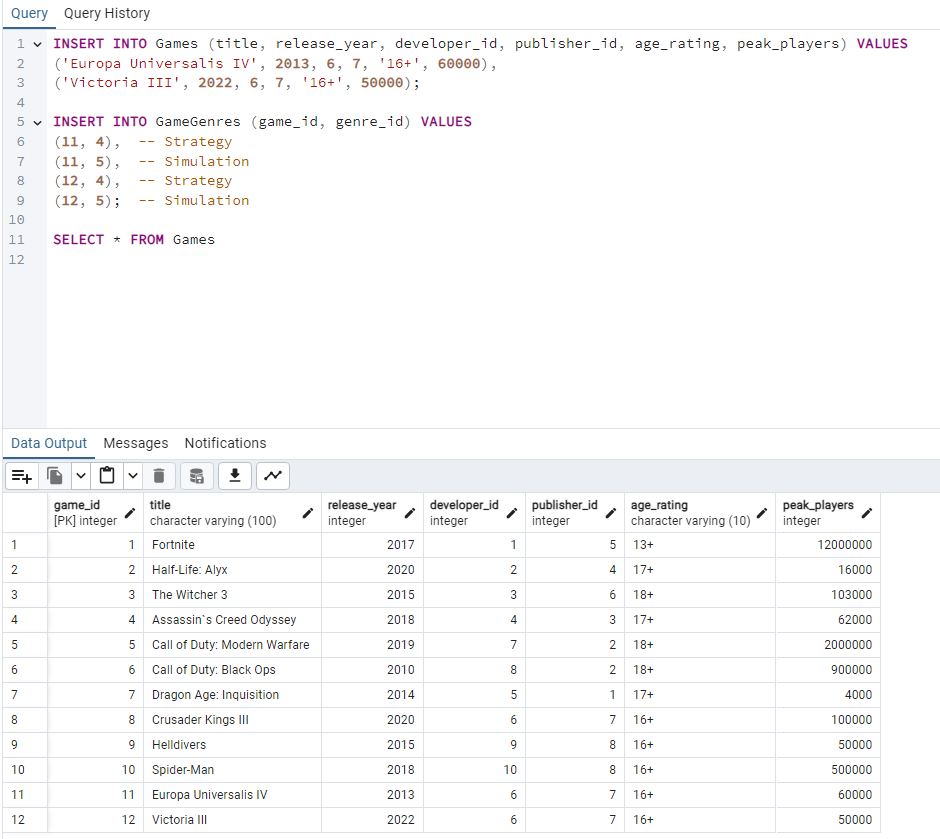 Query Query History
1 INSERT INTO Games (title, release_year, developer_id, publisher_id, age_rating, peak_players) VALUES
2 ('Europa Universalis IV', 2013, 6, 7, '16+', 60000),
3 ('Victoria III', 2022, 6, 7, '16+', 50000);
4
5 INSERT INTO GameGenres (game_id, genre_id) VALUES
6 (11, 4),  -- Strategy
7 (11, 5),  -- Simulation
8 (12, 4),  -- Strategy
9 (12, 5);  -- Simulation
10
11 SELECT * FROM Games
12
Data Output Messages Notifications
game_id title release_year developer_id publisher_id age_rating peak_players
[PK] integer character varying (100) integer integer integer character varying (10) integer
1 1 Fortnite 2017 1 5 13+ 12000000
2 2 Half-Life: Alyx 2020 2 4 17+ 16000
3 3 The Witcher 3 2015 3 6 18+ 103000
4 4 Assassin`s Creed Odyssey 2018 4 3 17+ 62000
5 5 Call of Duty: Modern Warfare 2019 7 2 18+ 2000000
6 6 Call of Duty: Black Ops 2010 8 2 18+ 900000
7 7 Dragon Age: Inquisition 2014 5 1 17+ 4000
8 8 Crusader Kings III 2020 6 7 16+ 100000
9 9 Helldivers 2015 9 8 16+ 50000
10 10 Spider-Man 2018 10 8 16+ 500000
11 11 Europa Universalis IV 2013 6 7 16+ 60000
12 12 Victoria III 2022 6 7 16+ 50000